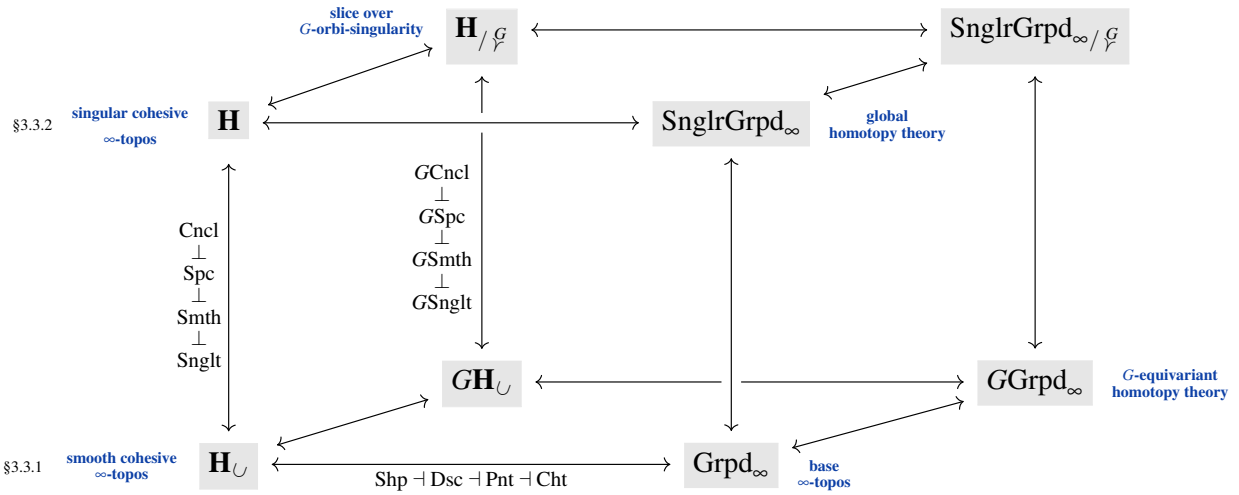 slice over
G-orbi-singularity
𝐇/ 𝛾 G
SnglrGrpd∞/ 𝛾 G
§3.3.2
singular cohesive
∞-topos
𝐇
SnglrGrpd∞
global
homotopy theory
GCncl
⊥
GSpc
⊥
GSmth
⊥
GSnglt
Cncl
⊥
Spc
⊥
Smth
⊥
Snglt
G𝐇∪
GGrpd∞
G-equivariant
homotopy theory
§3.3.1
smooth cohesive
∞-topos
𝐇∪
Shp ⊣ Dsc ⊣ Pnt ⊣ Cht
Grpd∞
base
∞-topos